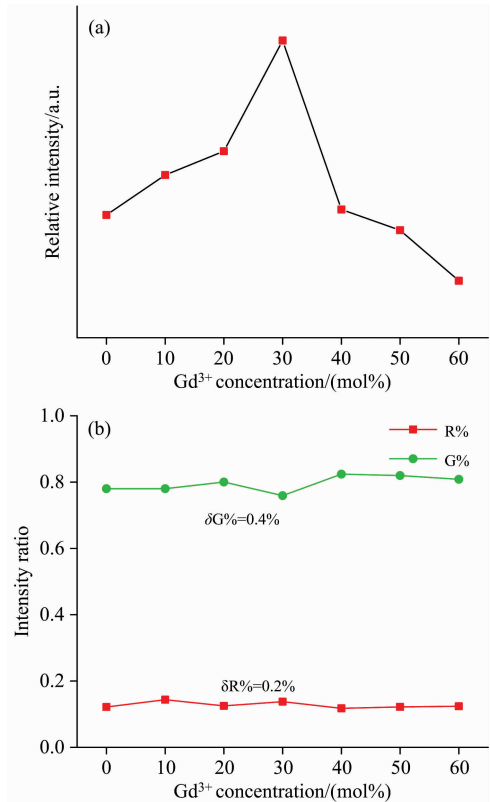 (a)
Relative intensity/a.u.
0 10 20 30 40 50 60
Gd³⁺ concentration/(mol%)
(b)
R%
G%
1.0
0.8
0.6
0.4
0.2
0.0
δG%=0.4%
δR%=0.2%
Intensity ratio
0 10 20 30 40 50 60
Gd³⁺ concentration/(mol%)